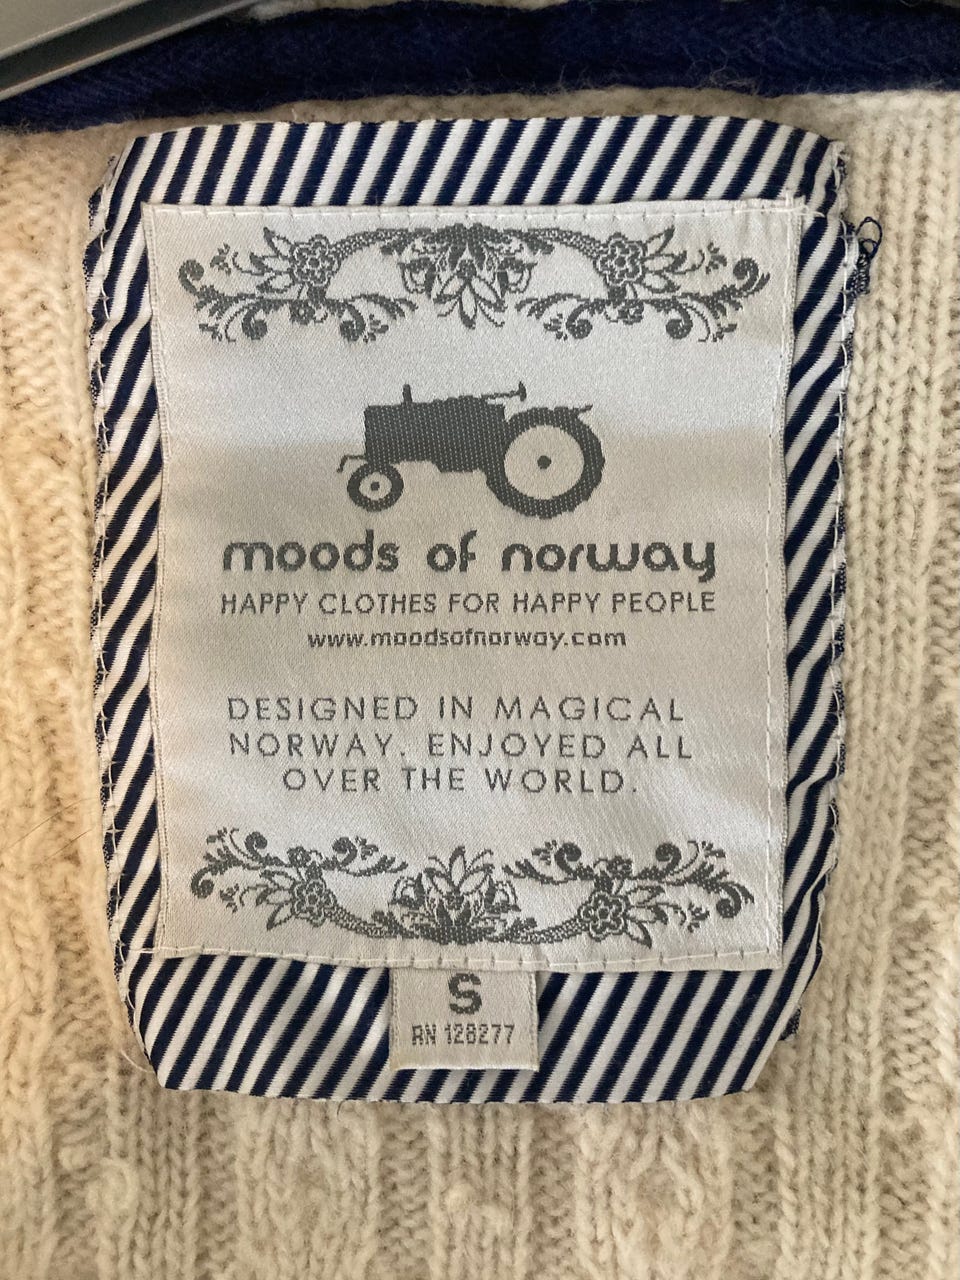 moods of norway
HAPPY CLOTHES FOR HAPPY PEOPLE
www.moodsofnorway.com
DESIGNED IN MAGICAL
NORWAY. ENJOYED ALL
OVER THE WORLD.
S
RN 128277